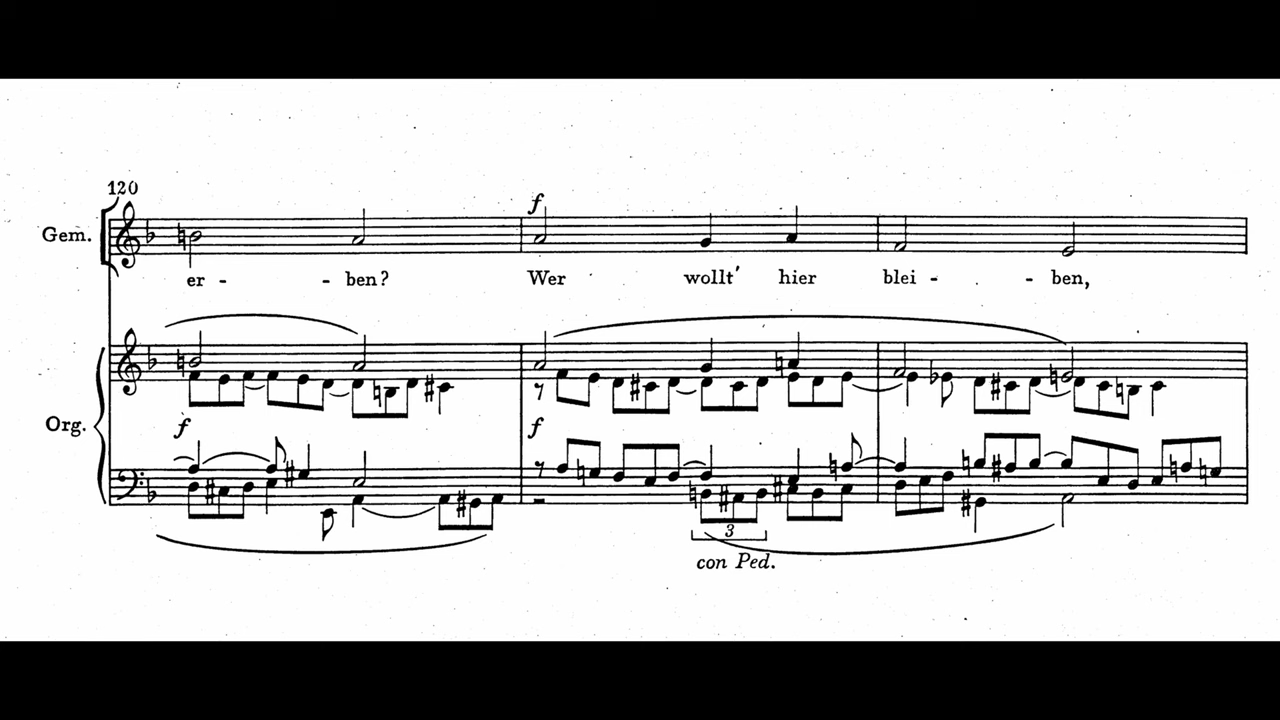 120
f
Gem.
er - - ben? Wer wollt' hier blei - - ben,
Org.
f f
3
con Ped.